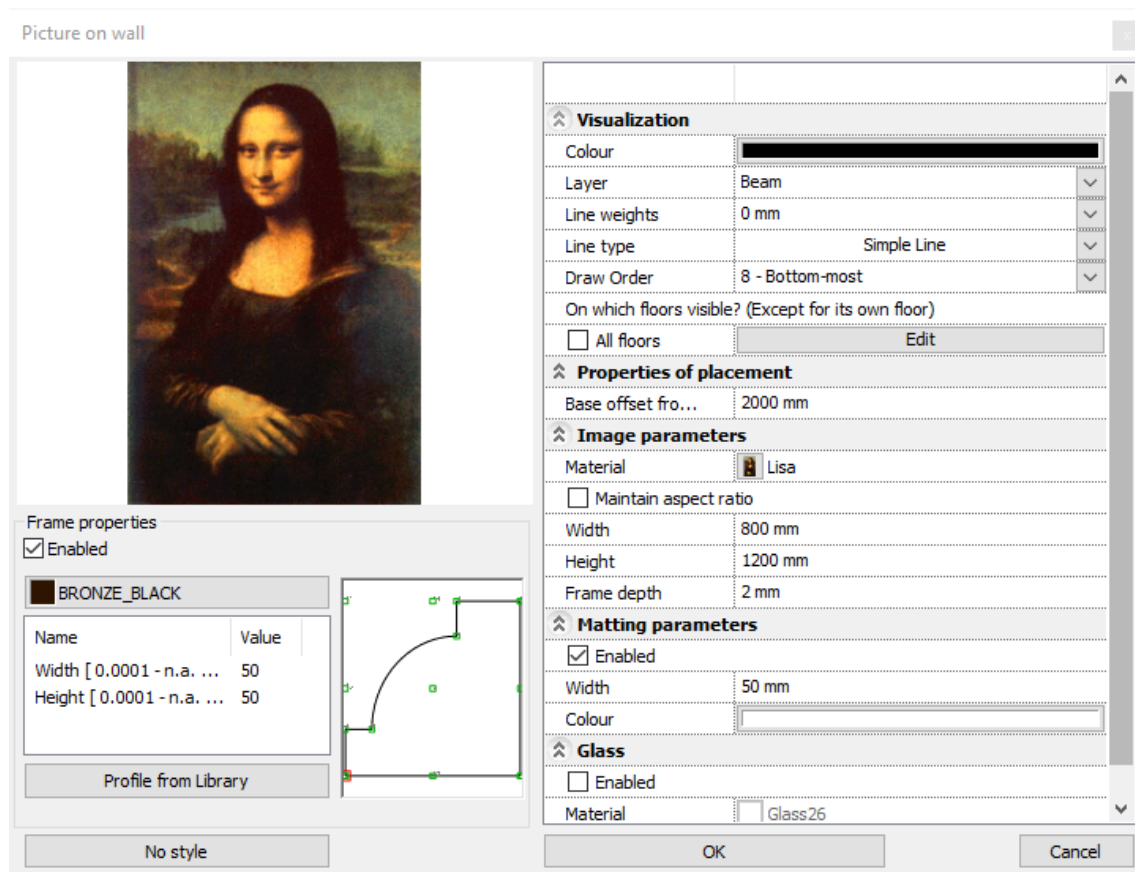 Picture on wall
x
Visualization
Colour
Layer Beam
Line weights 0 mm
Line type Simple Line
Draw Order 8 - Bottom-most
On which floors visible? (Except for its own floor)
All floors Edit
Properties of placement
Base offset fro... 2000 mm
Image parameters
Material Lisa
Maintain aspect ratio
Width 800 mm
Height 1200 mm
Frame depth 2 mm
Matting parameters
Enabled
Width 50 mm
Colour
Glass
Enabled
Material Glass26
Frame properties
Enabled
BRONZE_BLACK
Name Value
Width [ 0.0001 - n.a. ... 50
Height [ 0.0001 - n.a. ... 50
Profile from Library
No style OK Cancel